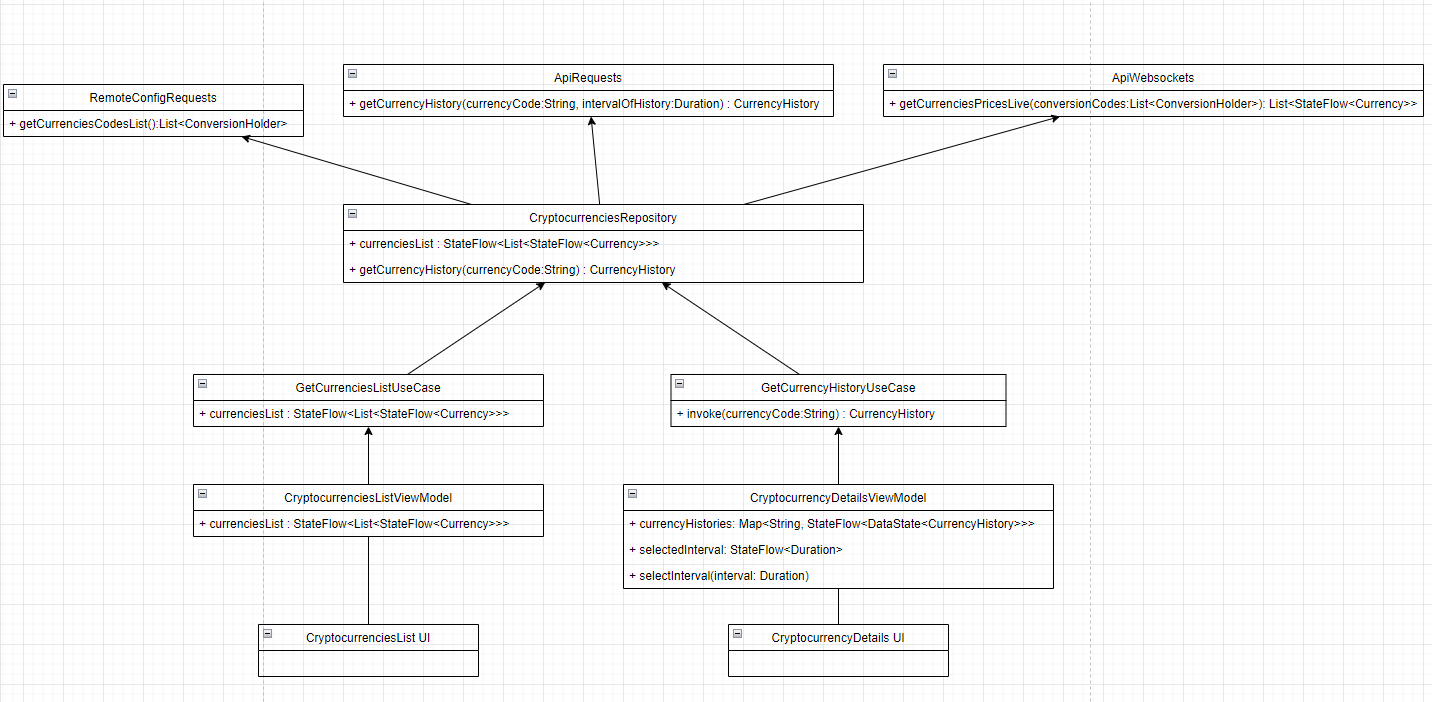 RemoteConfigRequests
+ getCurrenciesCodesList():List<ConversionHolder>
ApiRequests
+ getCurrencyHistory(currencyCode:String, intervalOfHistory:Duration) : CurrencyHistory
ApiWebsockets
+ getCurrenciesPricesLive(conversionCodes:List<ConversionHolder>): List<StateFlow<Currency>>
CryptocurrenciesRepository
+ currenciesList : StateFlow<List<StateFlow<Currency>>>
+ getCurrencyHistory(currencyCode:String) : CurrencyHistory
GetCurrenciesListUseCase
+ currenciesList : StateFlow<List<StateFlow<Currency>>>
GetCurrencyHistoryUseCase
+ invoke(currencyCode:String) : CurrencyHistory
CryptocurrenciesListViewModel
+ currenciesList : StateFlow<List<StateFlow<Currency>>>
CryptocurrencyDetailsViewModel
+ currencyHistories: Map<String, StateFlow<DataState<CurrencyHistory>>>
+ selectedInterval: StateFlow<Duration>
+ selectInterval(interval: Duration)
CryptocurrenciesList UI
CryptocurrencyDetails UI